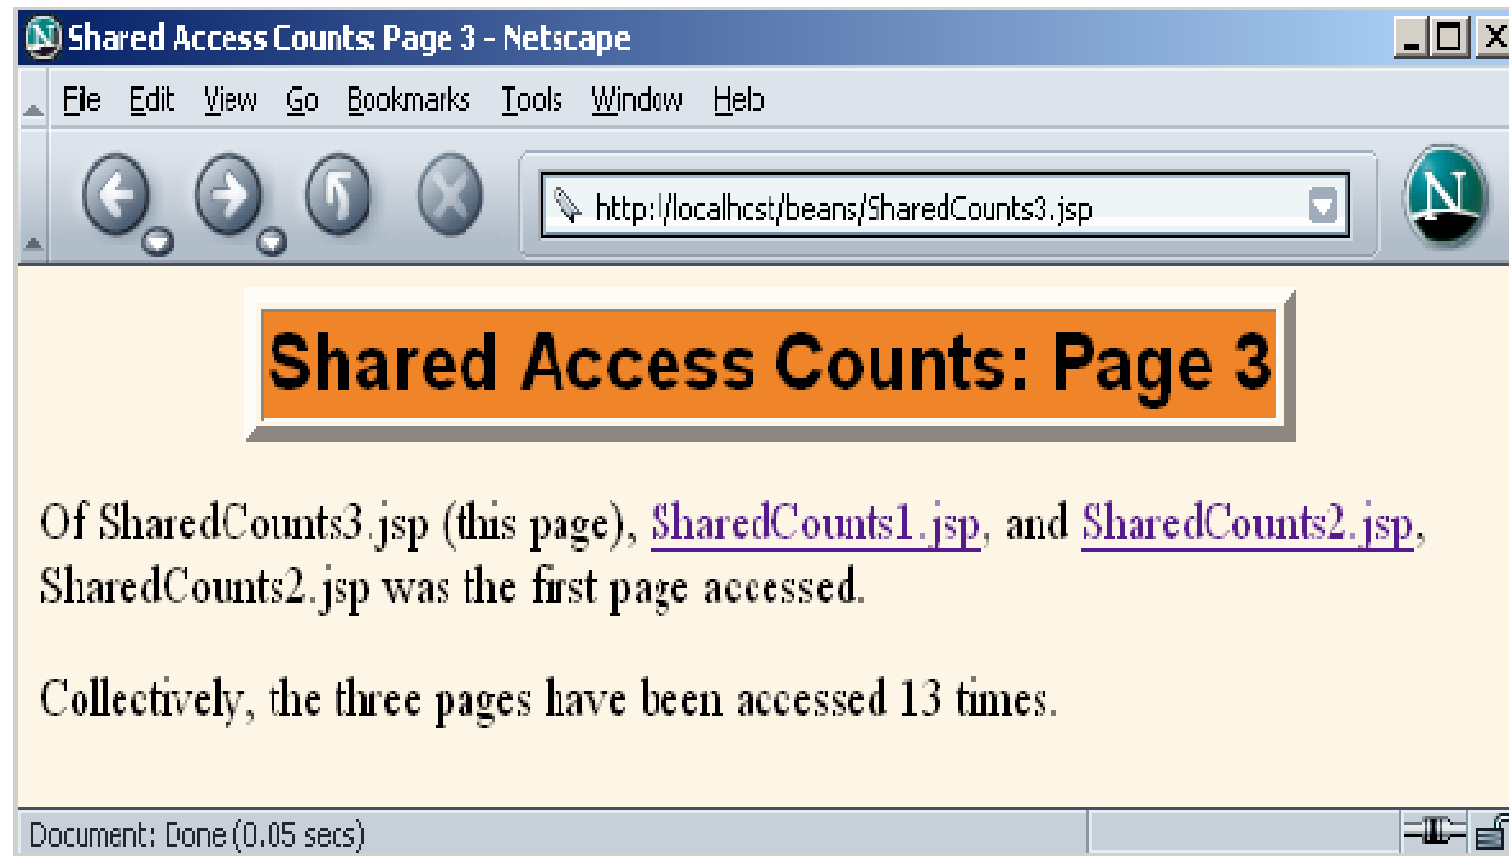 Shared Access Counts: Page 3 - Netscape
File Edit View Go Bookmarks Tools Window Help
http://localhost/beans/SharedCounts3.jsp
N
Shared Access Counts: Page 3
Of SharedCounts3.jsp (this page), SharedCounts1.jsp, and SharedCounts2.jsp,
SharedCounts2.jsp was the first page accessed.
Collectively, the three pages have been accessed 13 times.
Document: Done (0.05 secs)